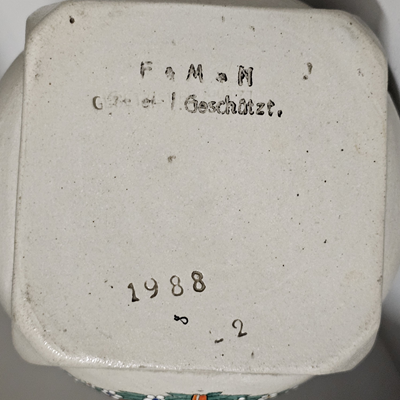 F & M & N
Geschützt.
1988
∞ - 2